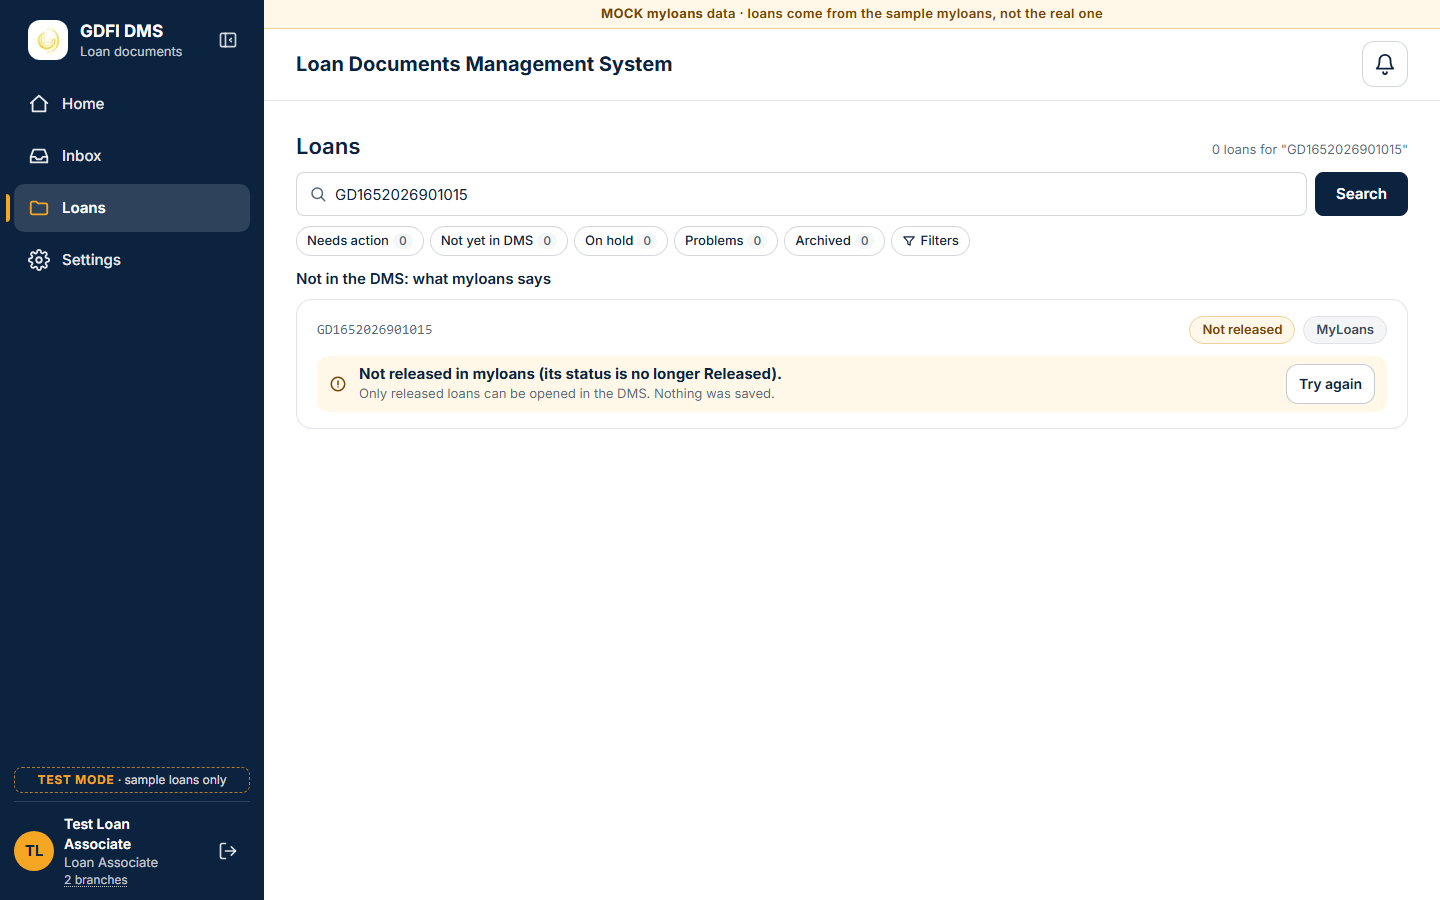 GDFI DMS
Loan documents
Home
Inbox
Loans
Settings
TEST MODE · sample loans only
TL
Test Loan Associate
Loan Associate
2 branches
MOCK myloans data · loans come from the sample myloans, not the real one
Loan Documents Management System
Loans
0 loans for "GD1652026901015"
GD1652026901015
Search
Needs action 0
Not yet in DMS 0
On hold 0
Problems 0
Archived 0
Filters
Not in the DMS: what myloans says
GD1652026901015
Not released
MyLoans
Not released in myloans (its status is no longer Released).
Only released loans can be opened in the DMS. Nothing was saved.
Try again